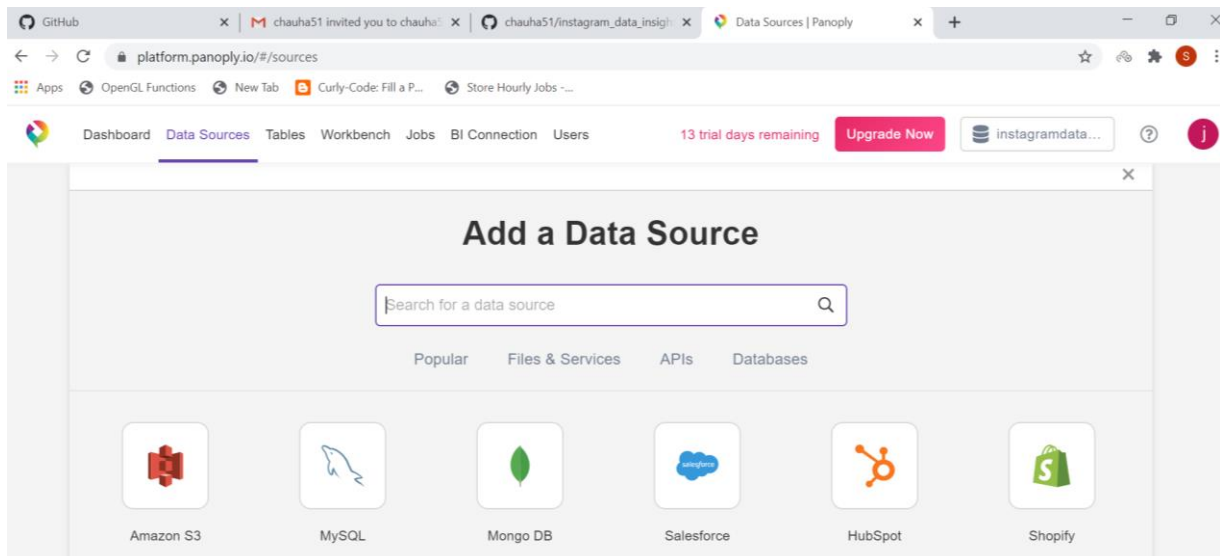 GitHub
chauha51 invited you to chauha5
chauha51/instagram_data_insigh
Data Sources | Panoply
platform.panoply.io/#/sources
S
Apps
OpenGL Functions
New Tab
Curly-Code: Fill a P...
Store Hourly Jobs -...
Dashboard
Data Sources
Tables
Workbench
Jobs
BI Connection
Users
13 trial days remaining
Upgrade Now
instagramdata...
?
j
Add a Data Source
Search for a data source
Popular
Files & Services
APIs
Databases
salesforce
Amazon S3
MySQL
Mongo DB
Salesforce
HubSpot
Shopify